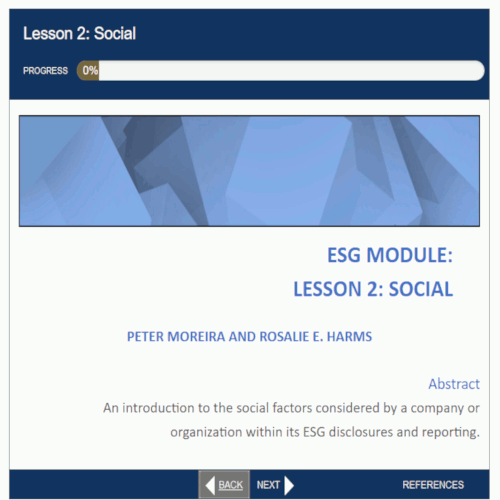 Lesson 2: Social
PROGRESS 0%
ESG MODULE:
LESSON 2: SOCIAL
PETER MOREIRA AND ROSALIE E. HARMS
Abstract
An introduction to the social factors considered by a company or
organization within its ESG disclosures and reporting.
BACK NEXT REFERENCES